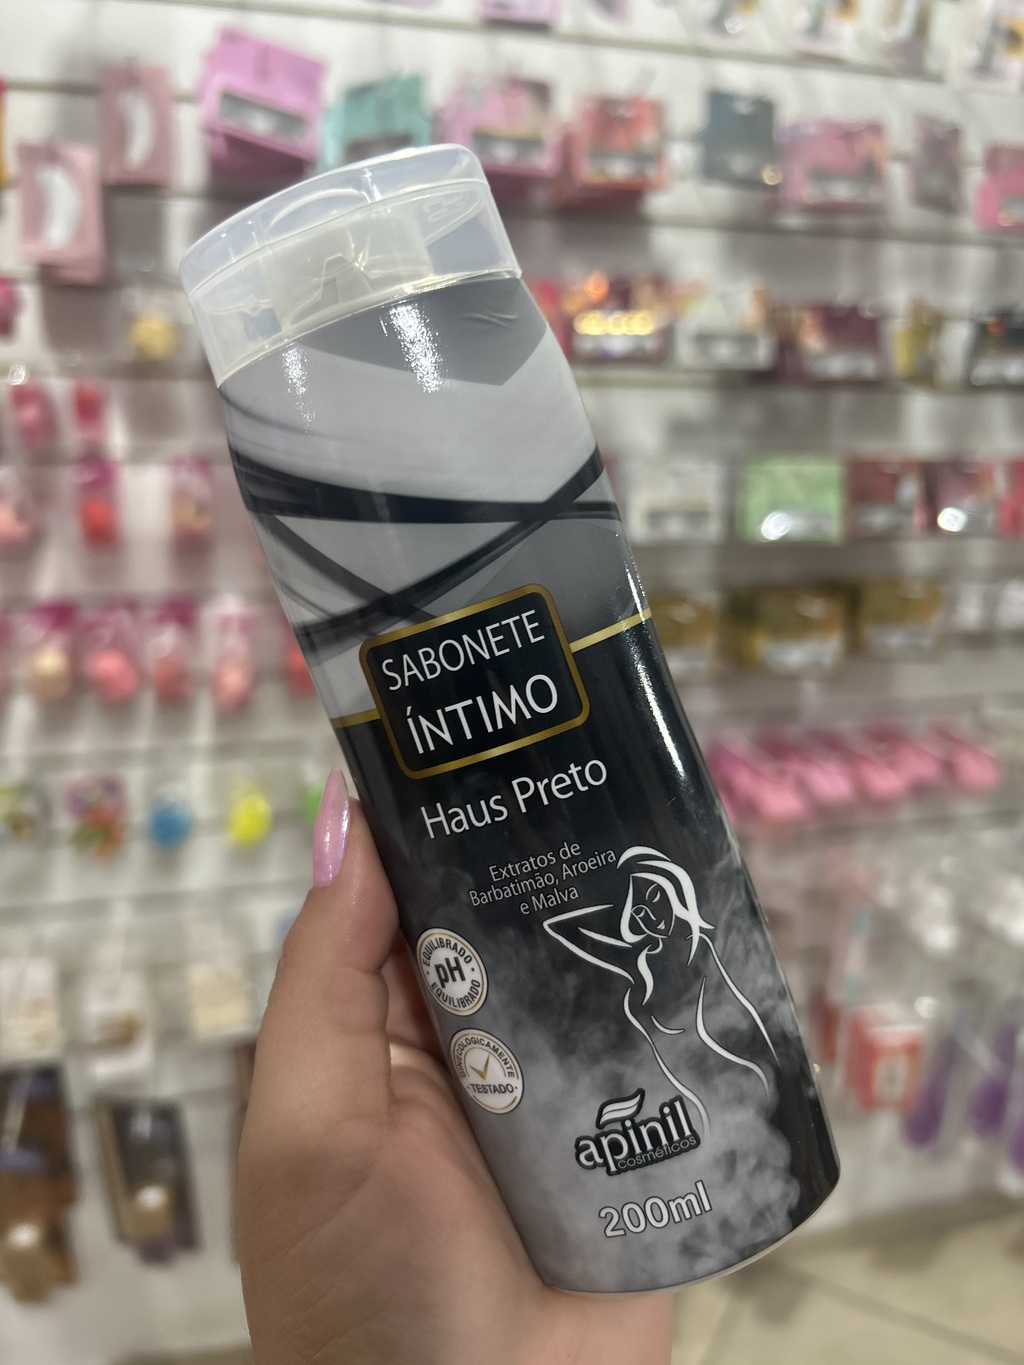 SABONETE
ÍNTIMO
Haus Preto
Extratos de
Barbatimão, Aroeira
e Malva
EQUILIBRADO
pH
EQUILIBRADO
GINECOLOGICAMENTE
TESTADO
apinil
cosméticos
200ml